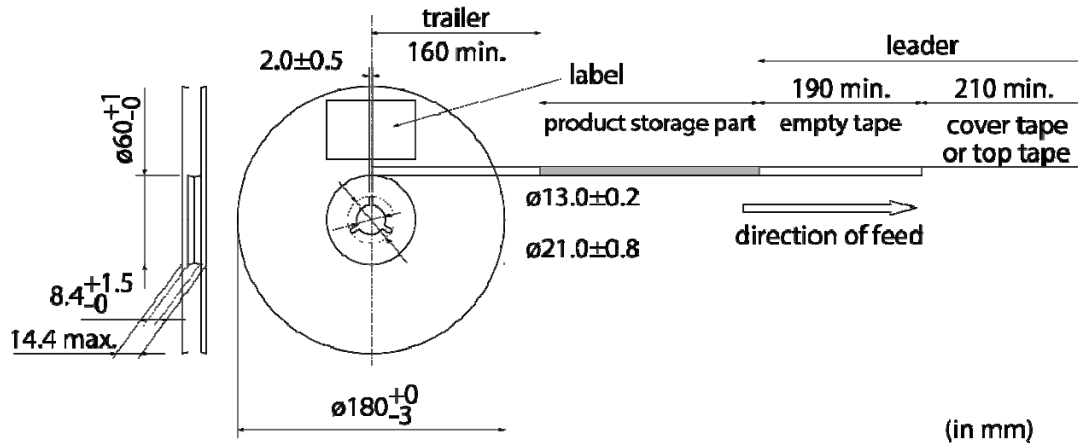 trailer
160 min.
2.0±0.5
label
leader
190 min.
210 min.
product storage part
empty tape
cover tape
or top tape
ø60+1-0
ø13.0±0.2
ø21.0±0.8
direction of feed
8.4+1.5-0
14.4 max.
ø180+0-3
(in mm)